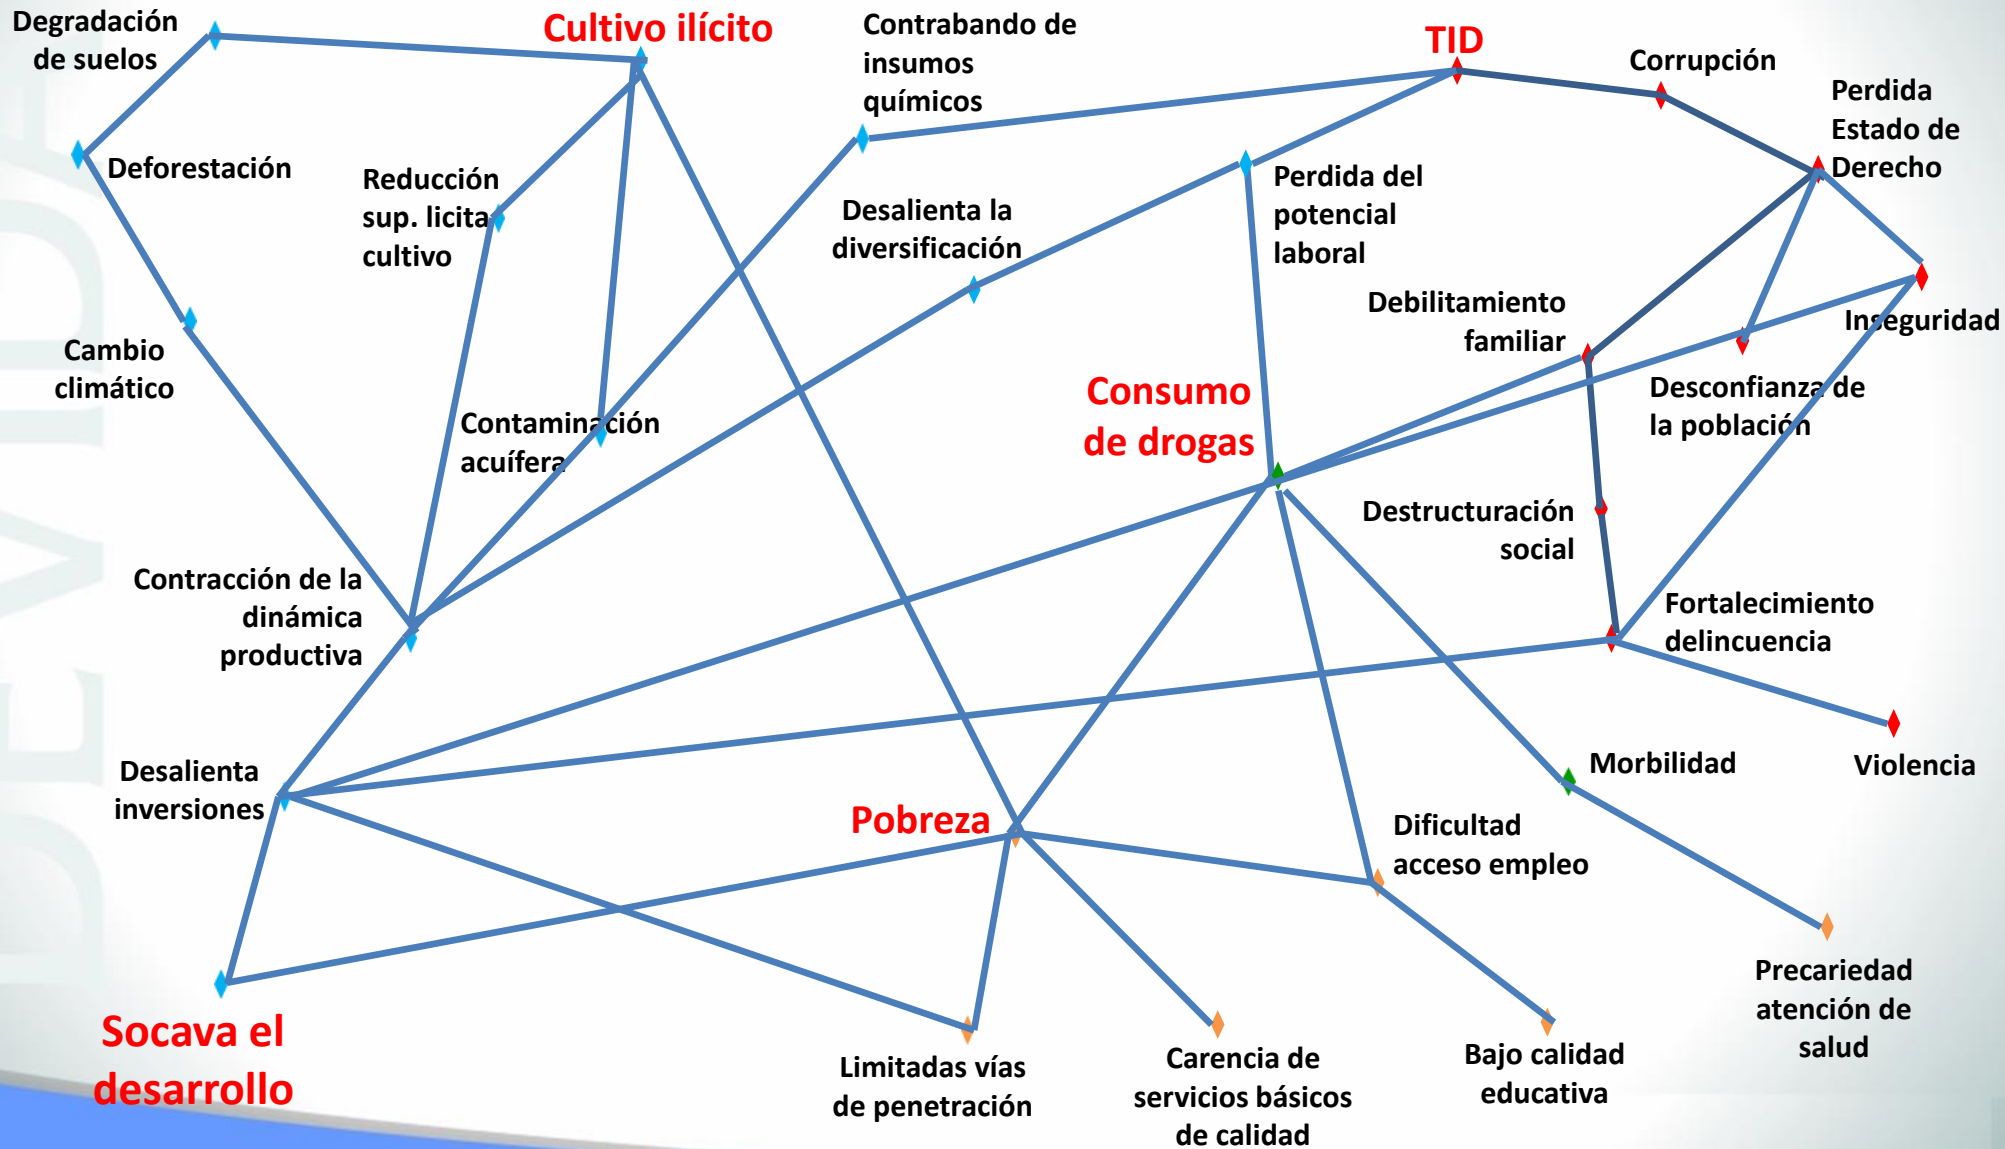 Degradación
de suelos
Cultivo ilícito
Contrabando de
insumos
químicos
TID
Corrupción
Perdida
Estado de
Derecho
Deforestación
Reducción
sup. licita
cultivo
Desalienta la
diversificación
Perdida del
potencial
laboral
Debilitamiento
familiar
Inseguridad
Cambio
climático
Contaminación
acuífera
Consumo
de drogas
Desconfianza de
la población
Destructuración
social
Contracción de la
dinámica
productiva
Fortalecimiento
delincuencia
Desalienta
inversiones
Pobreza
Morbilidad
Violencia
Dificultad
acceso empleo
Socava el
desarrollo
Limitadas vías
de penetración
Carencia de
servicios básicos
de calidad
Bajo calidad
educativa
Precariedad
atención de
salud
DEVIDA